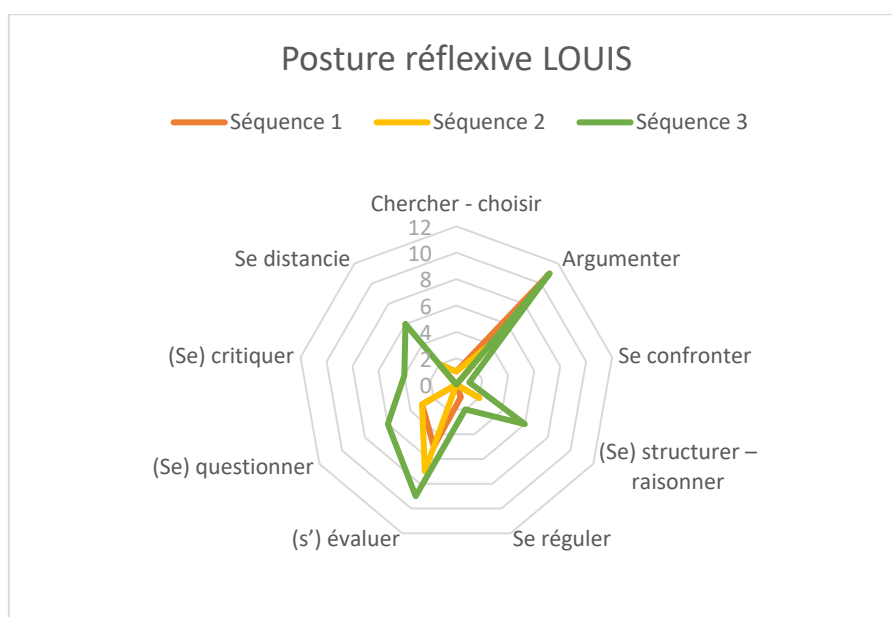 Posture réflexive LOUIS
Séquence 1
Séquence 2
Séquence 3
Chercher - choisir
12
10
8
6
4
2
0
Argumenter
Se confronter
(Se) structurer –
raisonner
Se réguler
(s’) évaluer
(Se) questionner
(Se) critiquer
Se distancie